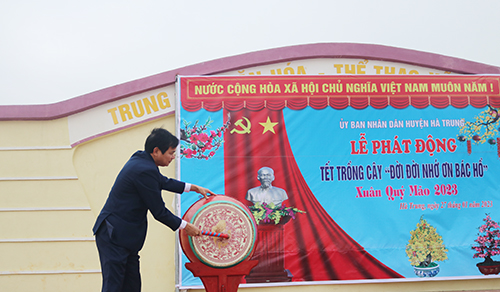 TRUNG VĂN HÓA - THỂ THAO
NƯỚC CỘNG HÒA XÃ HỘI CHỦ NGHĨA VIỆT NAM MUÔN NĂM !
ỦY BAN NHÂN DÂN HUYỆN HÀ TRUNG
LỄ PHÁT ĐỘNG
TẾT TRỒNG CÂY "ĐỜI ĐỜI NHỚ ƠN BÁC HỒ"
Xuân Quý Mão 2023